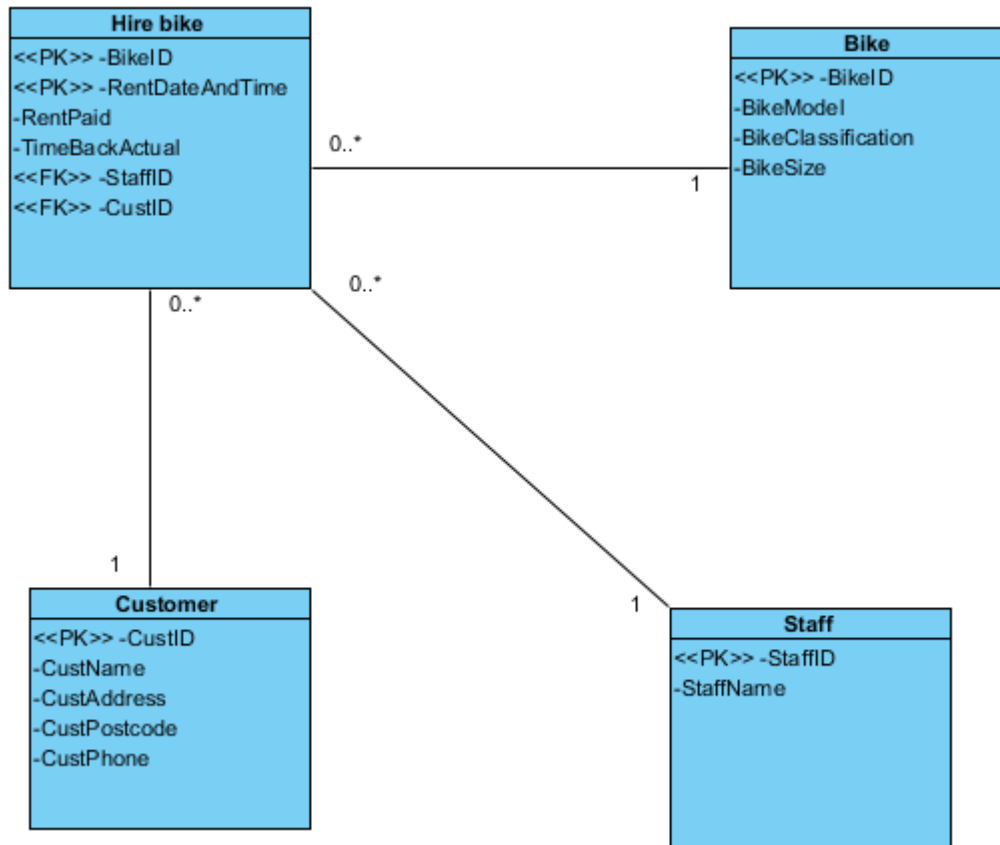 Hire bike
<<PK>> -BikeID
<<PK>> -RentDateAndTime
-RentPaid
-TimeBackActual
<<FK>> -StaffID
<<FK>> -CustID
Bike
<<PK>> -BikeID
-BikeModel
-BikeClassification
-BikeSize
0..*
1
0..*
0..*
1
1
Customer
<<PK>> -CustID
-CustName
-CustAddress
-CustPostcode
-CustPhone
Staff
<<PK>> -StaffID
-StaffName